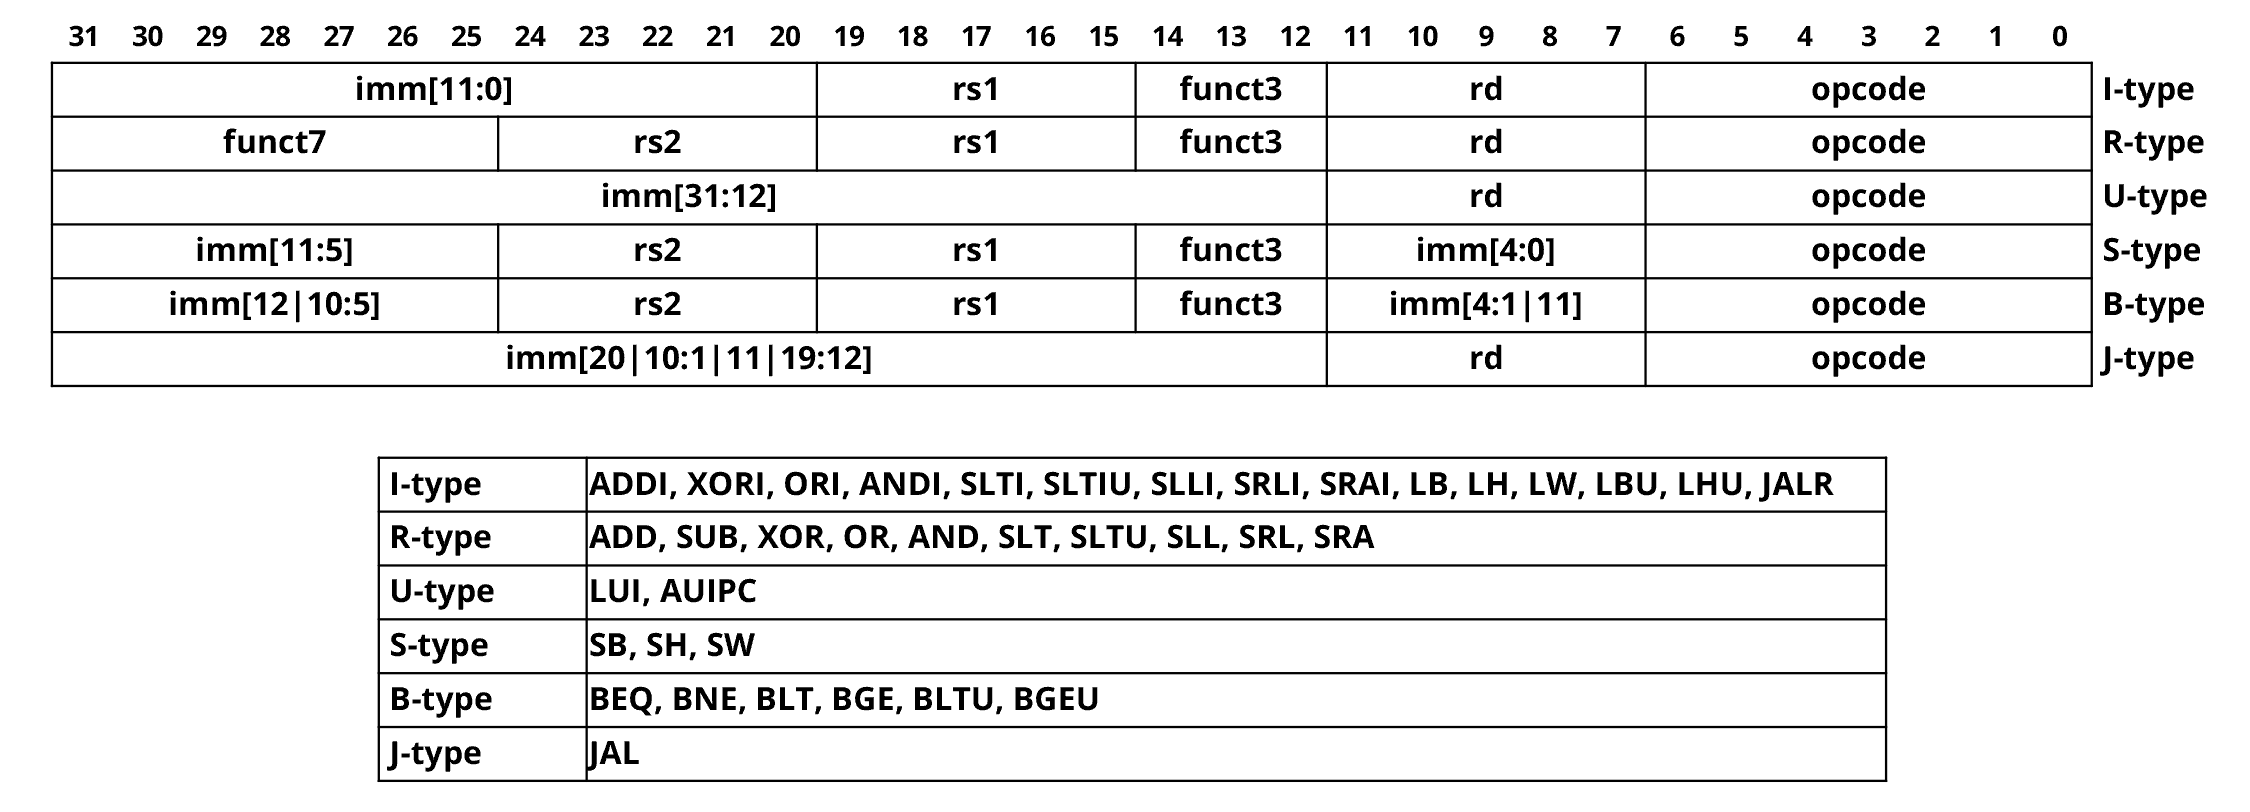 31 30 29 28 27 26 25 24 23 22 21 20 19 18 17 16 15 14 13 12 11 10 9 8 7 6 5 4 3 2 1 0
imm[11:0] rs1 funct3 rd opcode I-type
funct7 rs2 rs1 funct3 rd opcode R-type
imm[31:12] rd opcode U-type
imm[11:5] rs2 rs1 funct3 imm[4:0] opcode S-type
imm[12|10:5] rs2 rs1 funct3 imm[4:1|11] opcode B-type
imm[20|10:1|11|19:12] rd opcode J-type
I-type ADDI, XORI, ORI, ANDI, SLTI, SLTIU, SLLI, SRLI, SRAI, LB, LH, LW, LBU, LHU, JALR
R-type ADD, SUB, XOR, OR, AND, SLT, SLTU, SLL, SRL, SRA
U-type LUI, AUIPC
S-type SB, SH, SW
B-type BEQ, BNE, BLT, BGE, BLTU, BGEU
J-type JAL